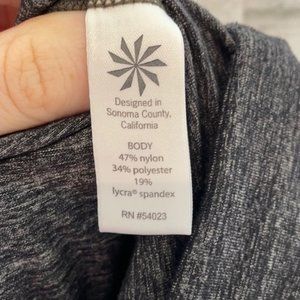 Designed in
Sonoma County,
California
BODY
47% nylon
34% polyester
19%
lycra® spandex
RN #54023